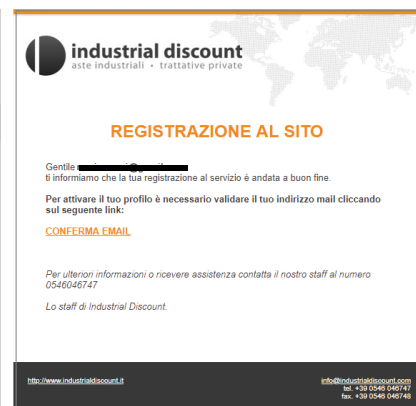 industrial discount
aste industriali • trattative private
REGISTRAZIONE AL SITO
Gentile
ti informiamo che la tua registrazione al servizio è andata a buon fine.
Per attivare il tuo profilo è necessario validare il tuo indirizzo mail cliccando
sul seguente link:
CONFERMA EMAIL
Per ulteriori informazioni o ricevere assistenza contatta il nostro staff al numero
0546046747
Lo staff di Industrial Discount.
http://www.industrialdiscount.it
info@industrialdiscount.com
tel. +39 0546 046747
fax. +39 0546 046748